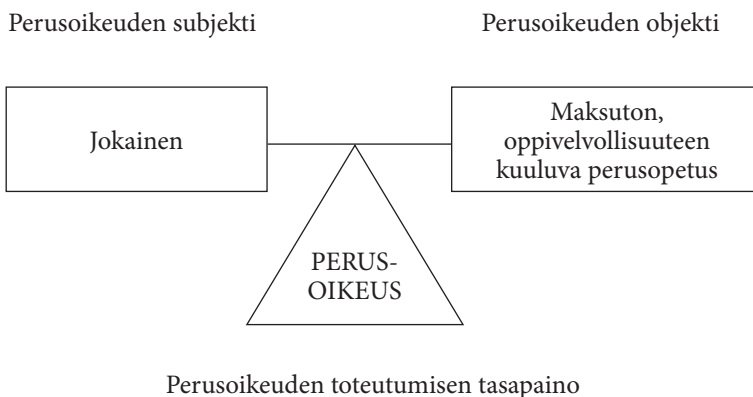 Perusoikeuden subjekti
Perusoikeuden objekti
Jokainen
Maksuton,
oppivelvollisuuteen
kuuluva perusopetus
PERUS-
OIKEUS
Perusoikeuden toteutumisen tasapaino